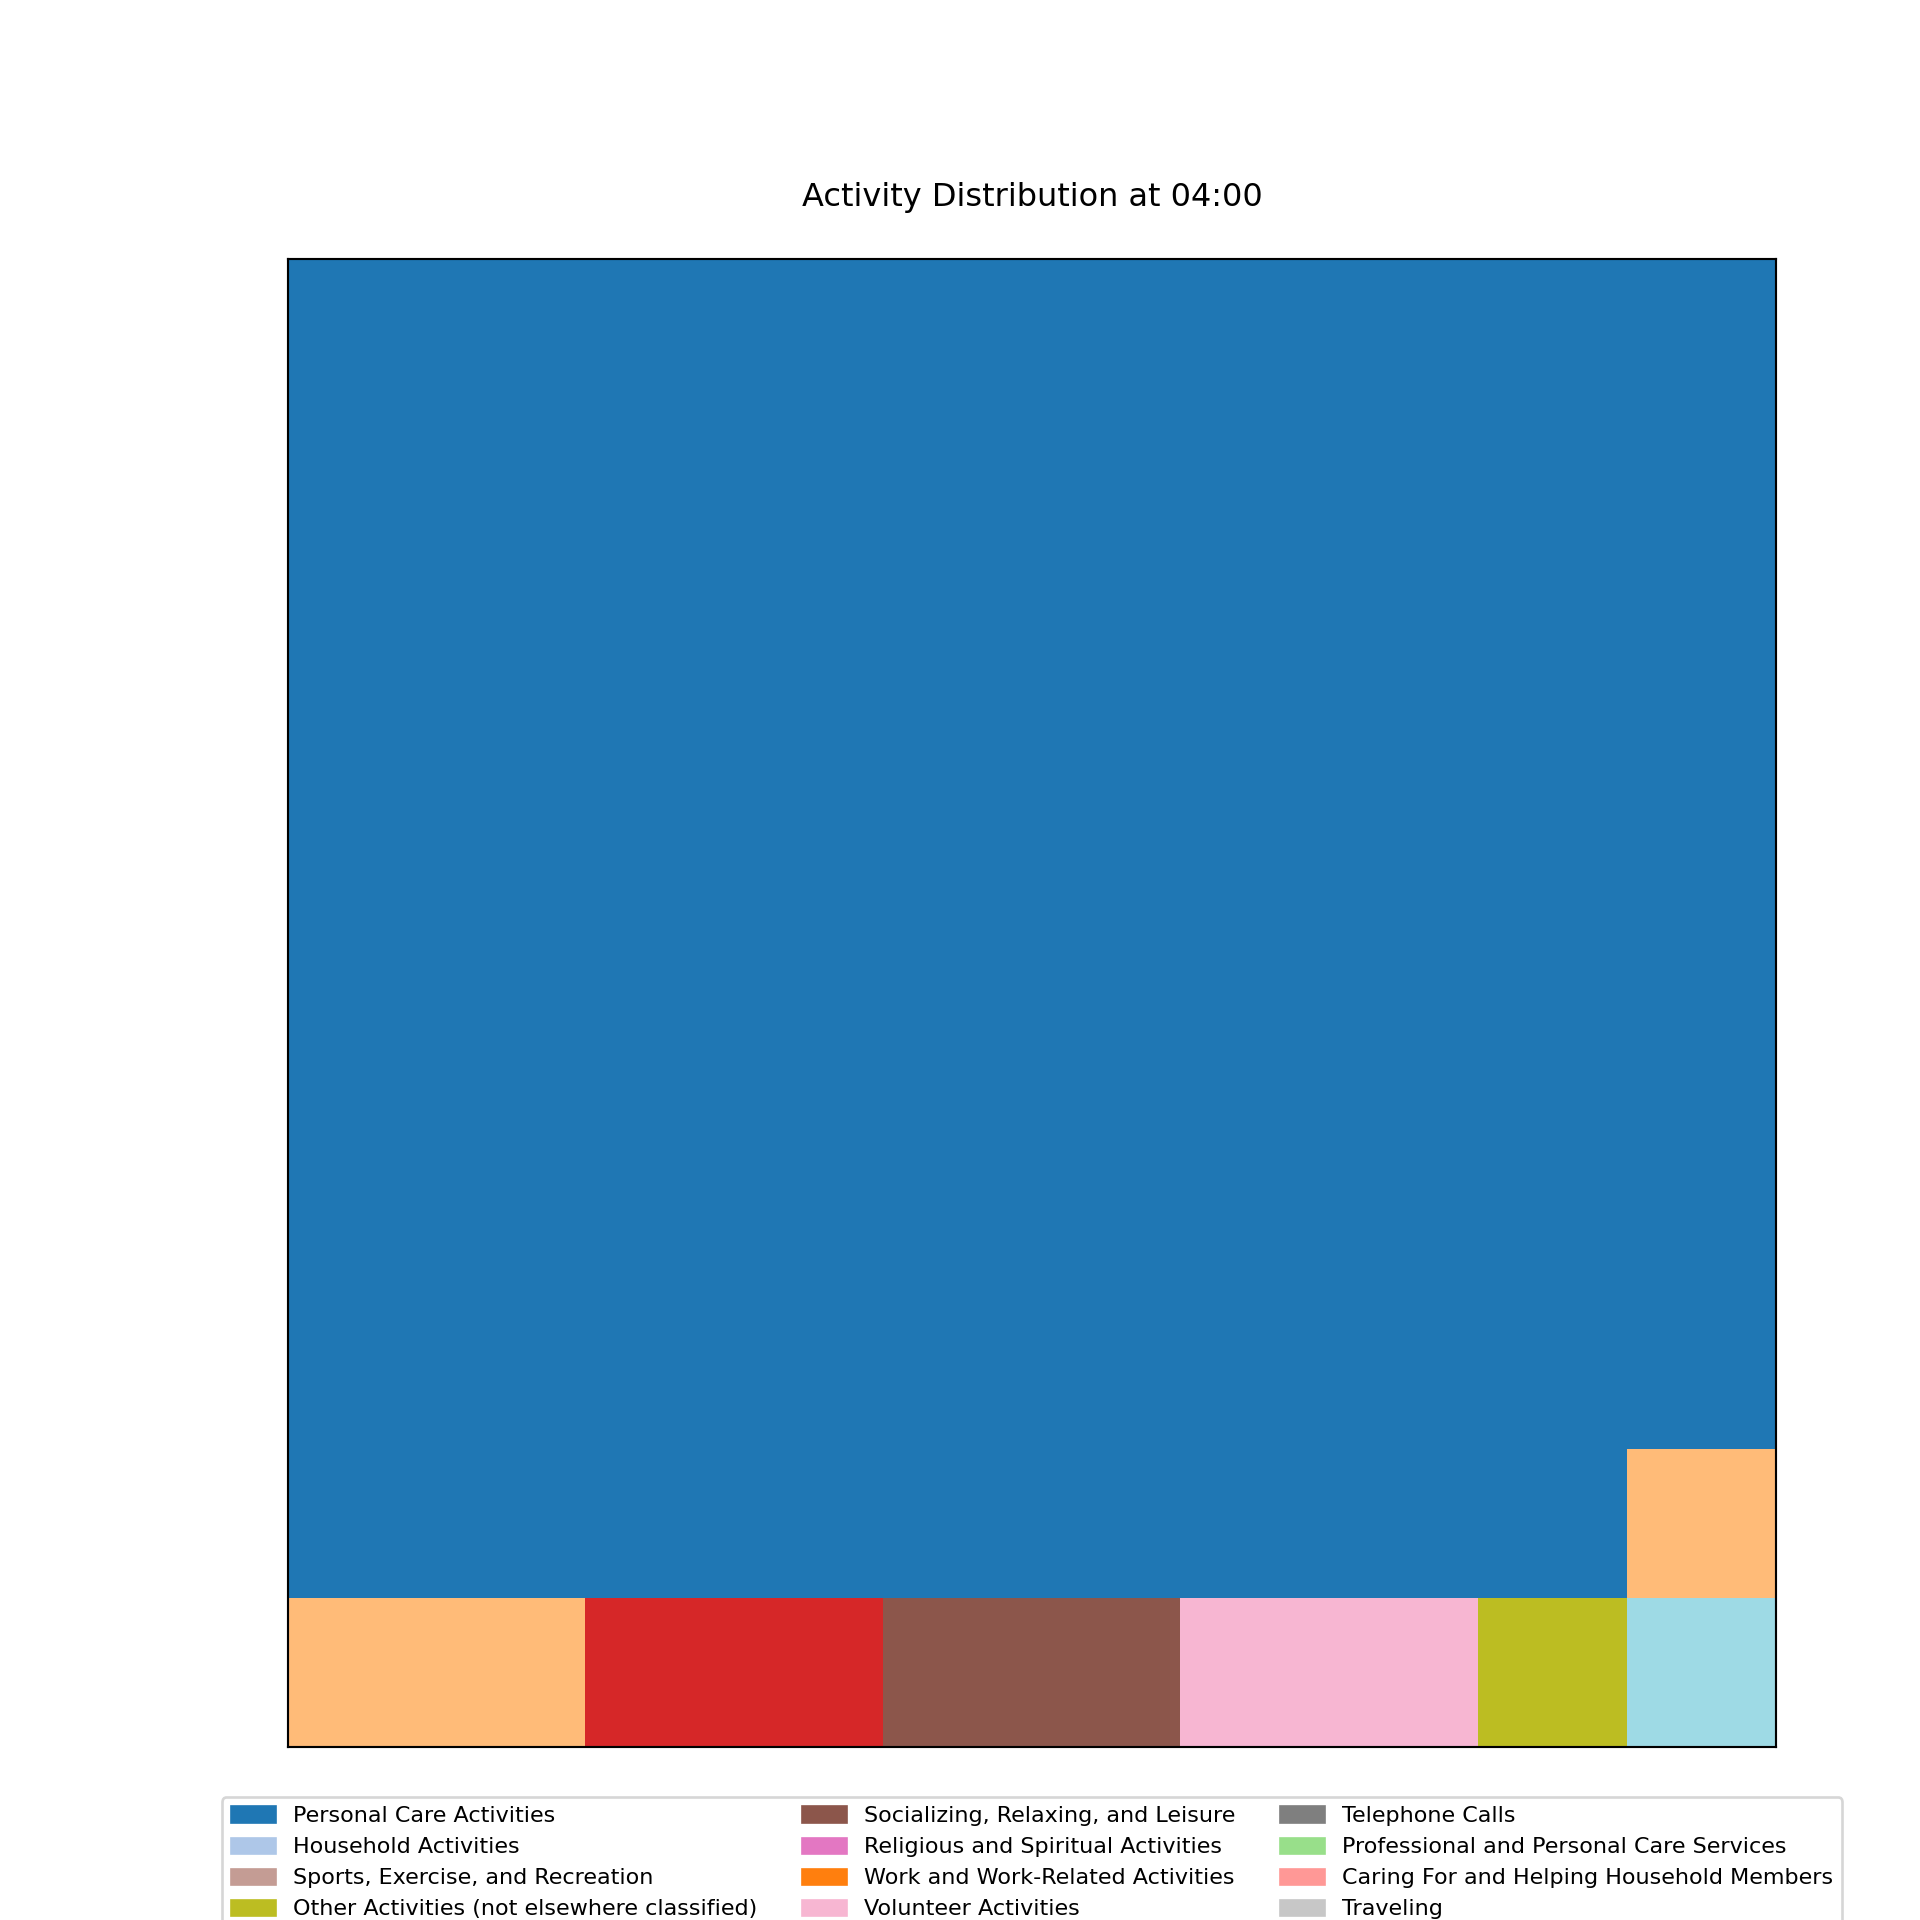 Activity Distribution at 04:00
Personal Care Activities
Household Activities
Sports, Exercise, and Recreation
Other Activities (not elsewhere classified)
Socializing, Relaxing, and Leisure
Religious and Spiritual Activities
Work and Work-Related Activities
Volunteer Activities
Telephone Calls
Professional and Personal Care Services
Caring For and Helping Household Members
Traveling